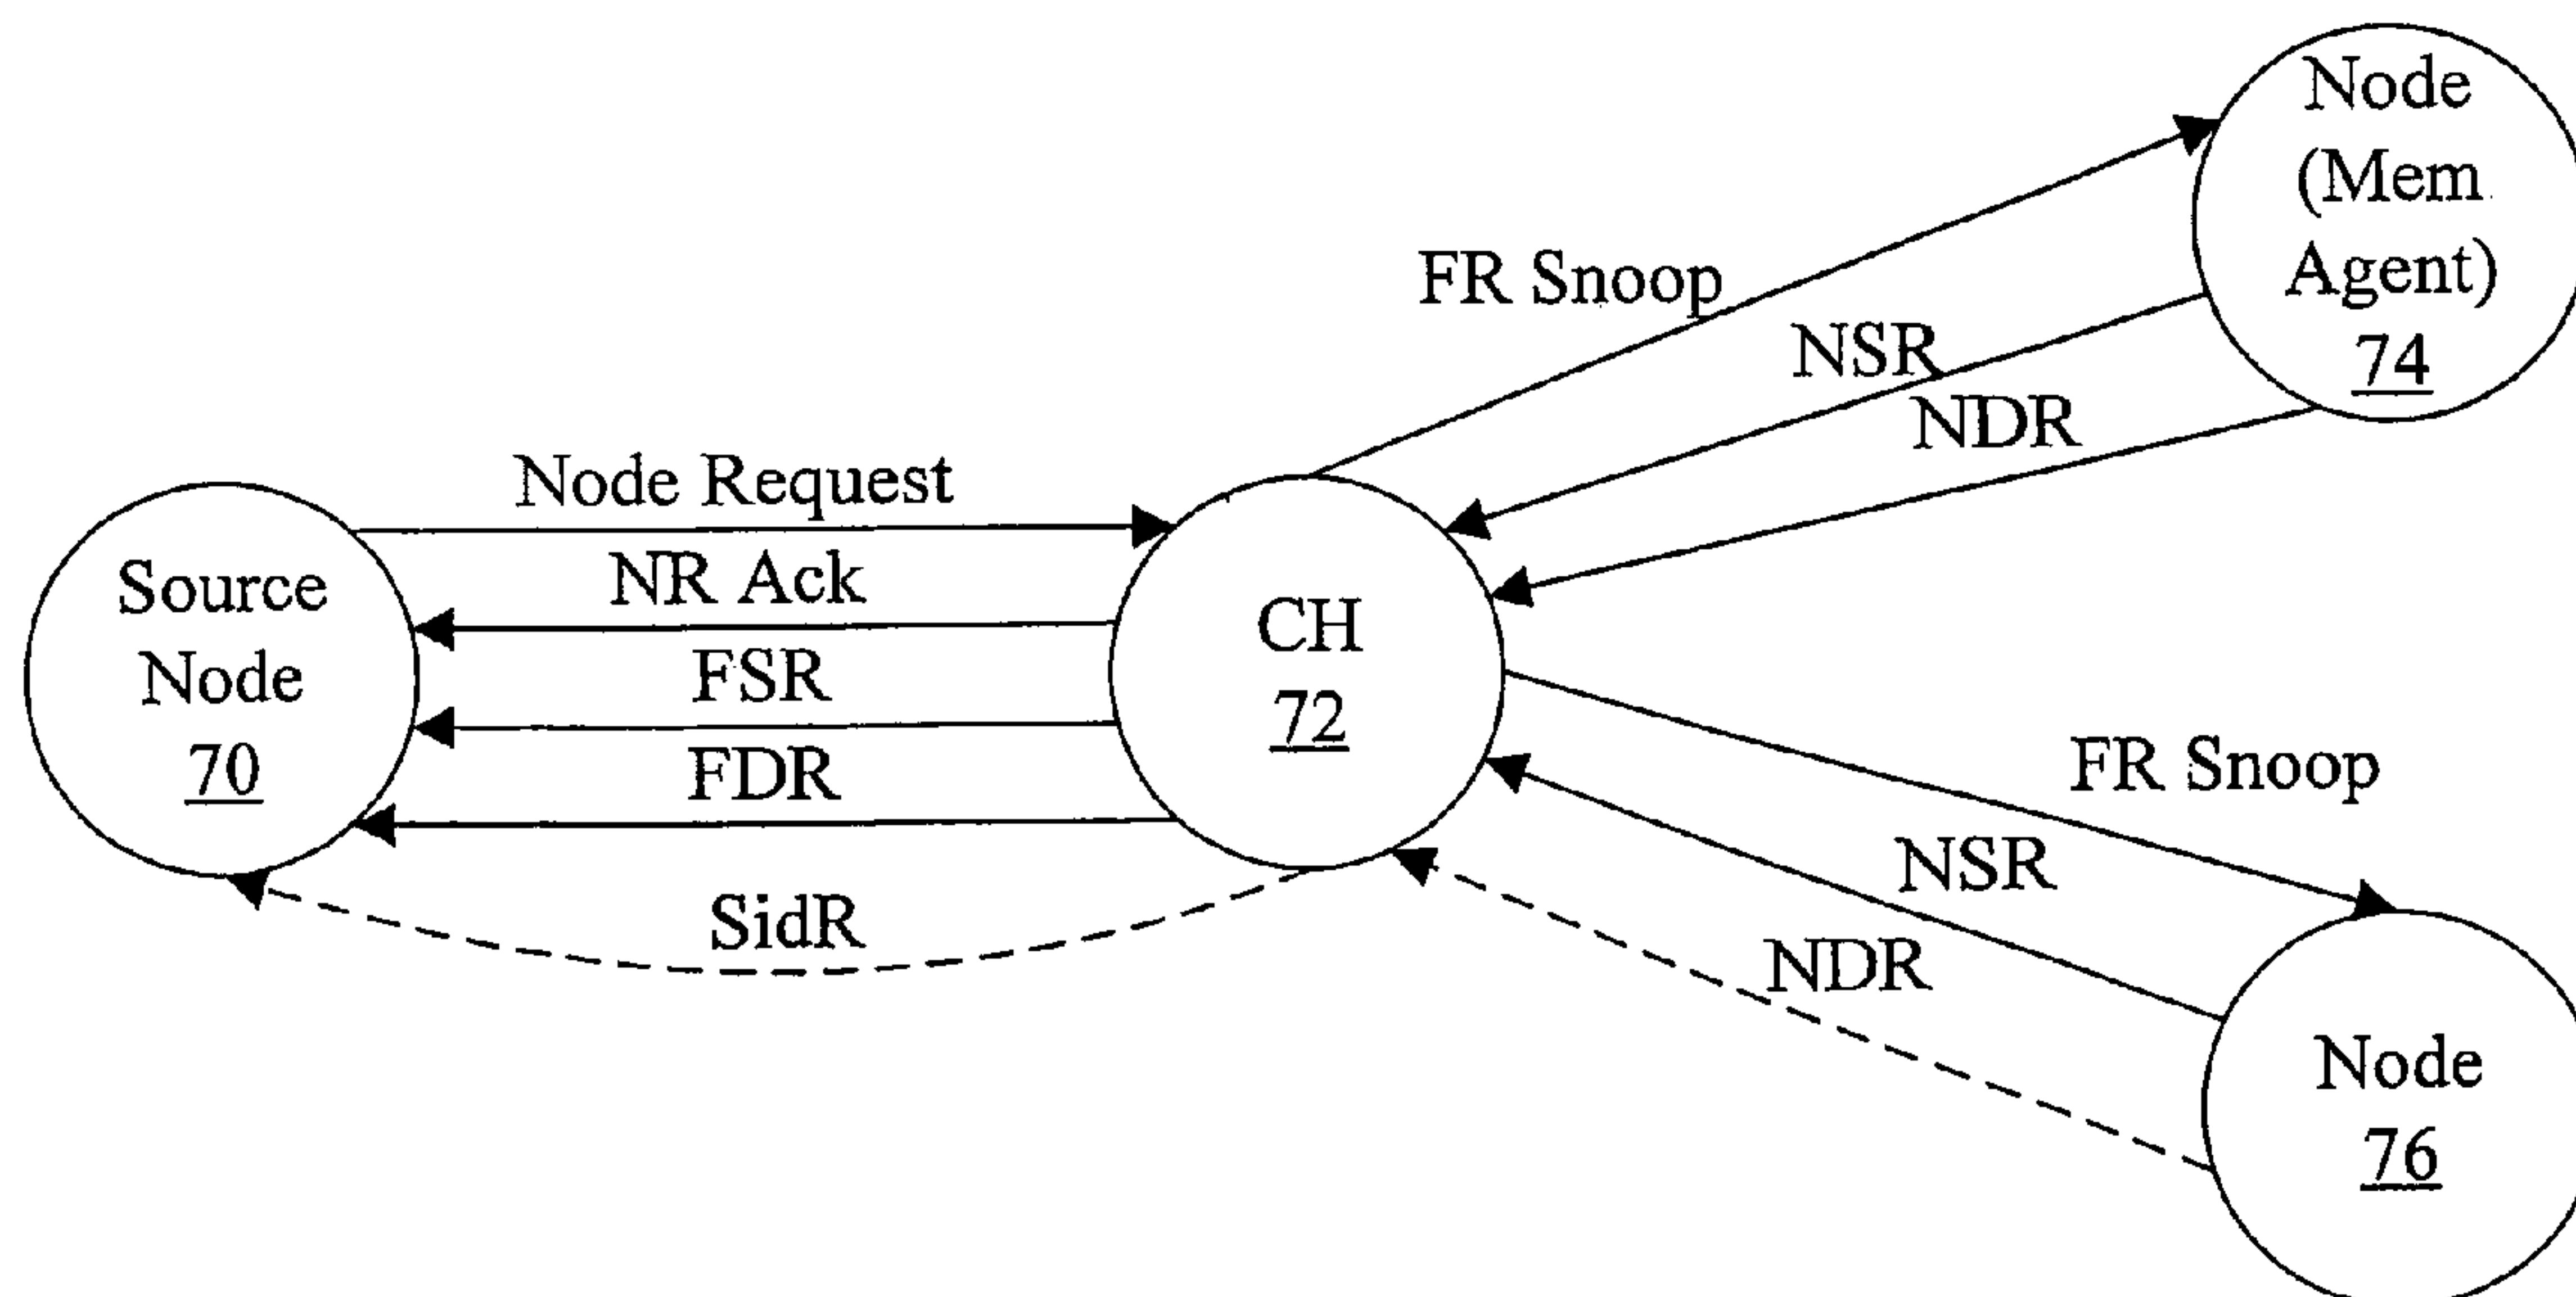 Node
(Mem
Agent)
74
FR Snoop
NSR
NDR
Node Request
NR Ack
FSR
FDR
SidR
Source
Node
70
CH
72
FR Snoop
NSR
NDR
Node
76